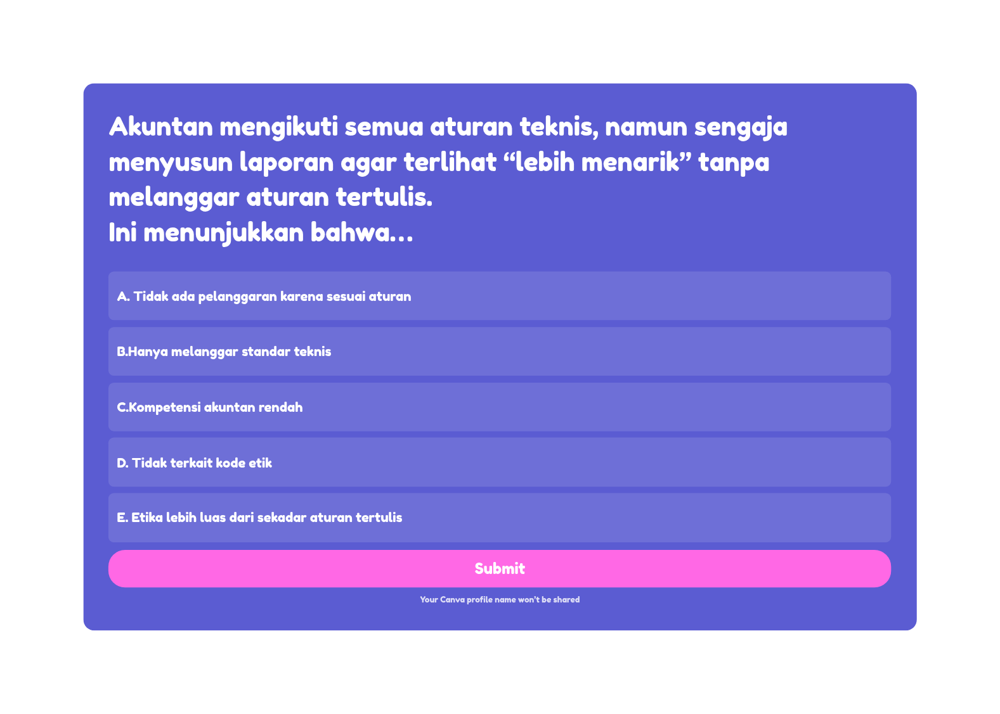 Akuntan mengikuti semua aturan teknis, namun sengaja
menyusun laporan agar terlihat “lebih menarik” tanpa
melanggar aturan tertulis.
Ini menunjukkan bahwa...
A. Tidak ada pelanggaran karena sesuai aturan
B.Hanya melanggar standar teknis
C.Kompetensi akuntan rendah
D. Tidak terkait kode etik
E. Etika lebih luas dari sekadar aturan tertulis
Submit
Your Canva profile name won't be shared